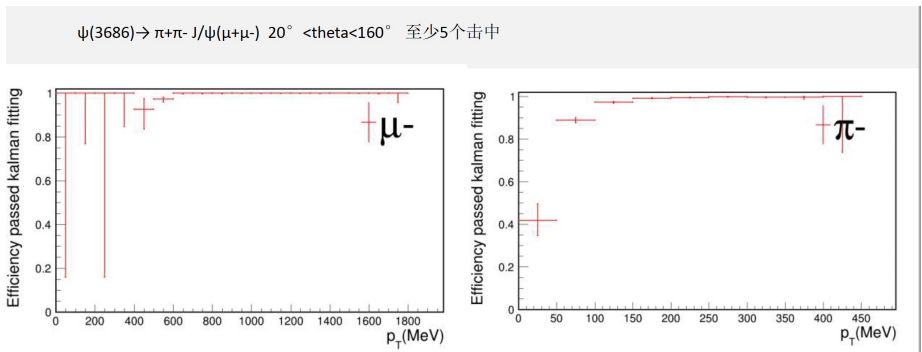 ψ(3686)→ π+π- J/ψ(μ+μ-) 20°<theta<160° 至少5个击中
Efficiency passed kalman fitting
1
0.8
0.6
0.4
0.2
0
0 200 400 600 800 1000 1200 1400 1600 1800
pT(MeV)
μ-
Efficiency passed kalman fitting
1
0.8
0.6
0.4
0.2
0
0 50 100 150 200 250 300 350 400 450
pT(MeV)
π-